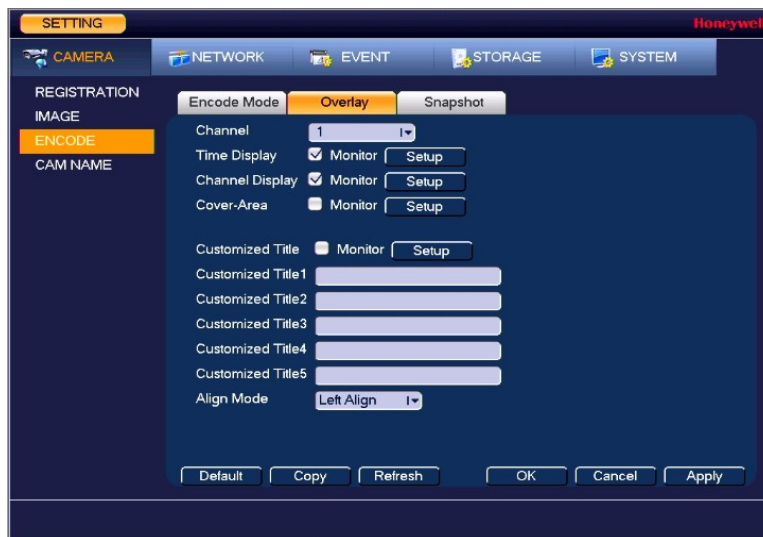 SETTING
Honeywell
CAMERA NETWORK EVENT STORAGE SYSTEM
REGISTRATION
IMAGE
ENCODE
CAM NAME
Encode Mode Overlay Snapshot
Channel 1
Time Display Monitor Setup
Channel Display Monitor Setup
Cover-Area Monitor Setup
Customized Title Monitor Setup
Customized Title1
Customized Title2
Customized Title3
Customized Title4
Customized Title5
Align Mode Left Align
Default Copy Refresh OK Cancel Apply